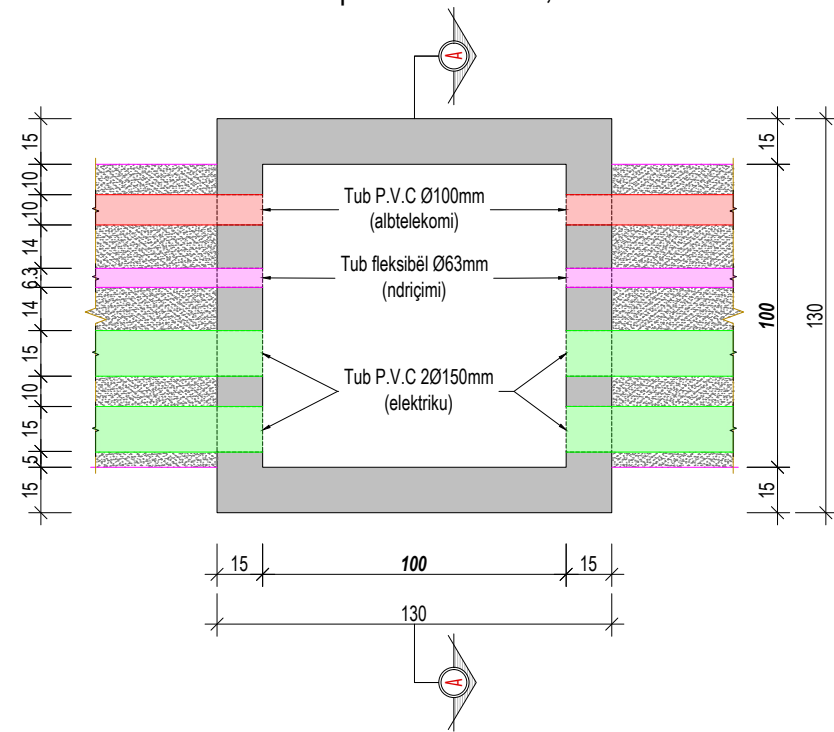 A
15
10
10
14
6.3
14
15
10
15
5
15
Tub P.V.C Ø100mm
(albtelekomi)
Tub fleksibël Ø63mm
(ndriçimi)
Tub P.V.C 2Ø150mm
(elektriku)
15
100
15
130
15 100 15
130
A